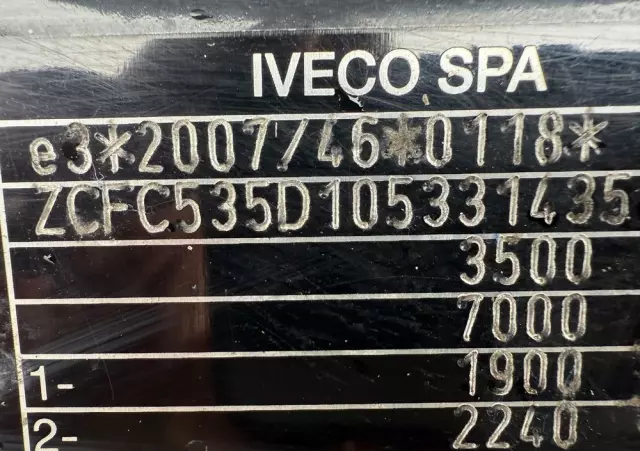 IVECO SPA
e3*2007/46*0118*
ZCFC535D105331435
3500
7000
1- 1900
2- 2240